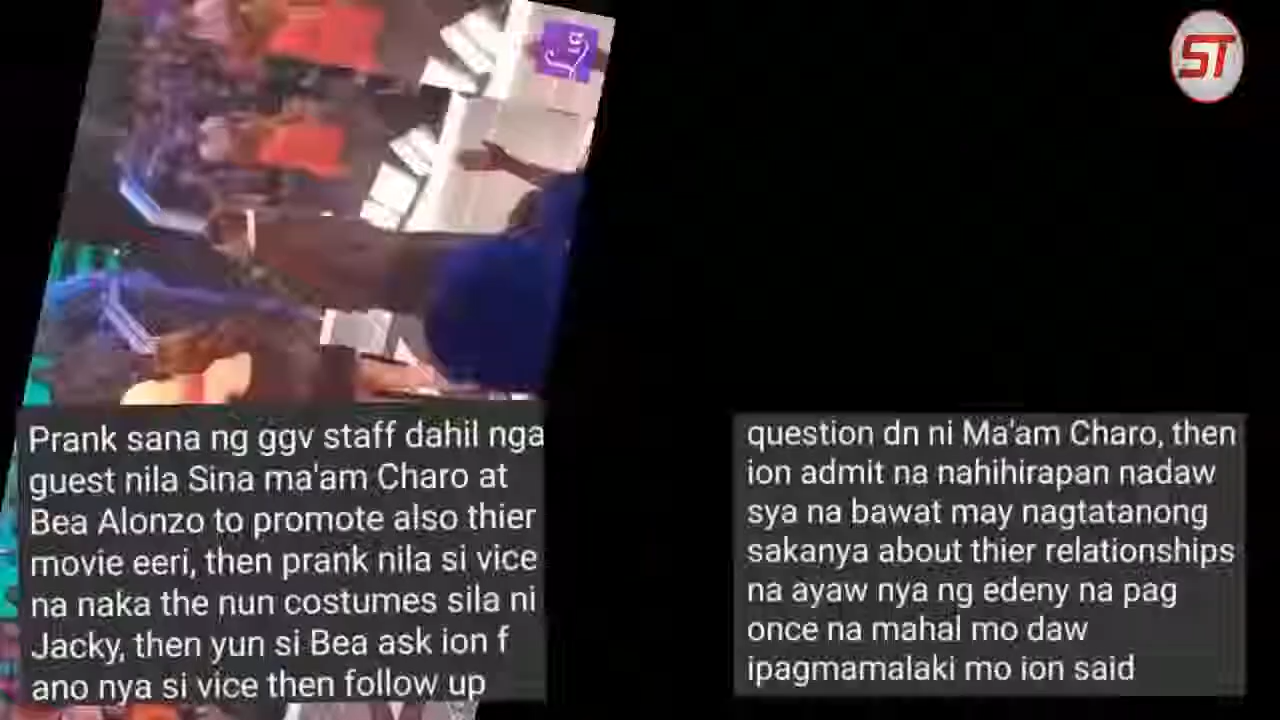 ST
Prank sana ng ggv staff dahil nga
guest nila Sina ma'am Charo at
Bea Alonzo to promote also thier
movie eeri, then prank nila si vice
na naka the nun costumes sila ni
Jacky, then yun si Bea ask ion f
ano nya si vice then follow up
question dn ni Ma'am Charo, then
ion admit na nahihirapan nadaw
sya na bawat may nagtatanong
sakanya about thier relationships
na ayaw nya ng edeny na pag
once na mahal mo daw
ipagmamalaki mo ion said